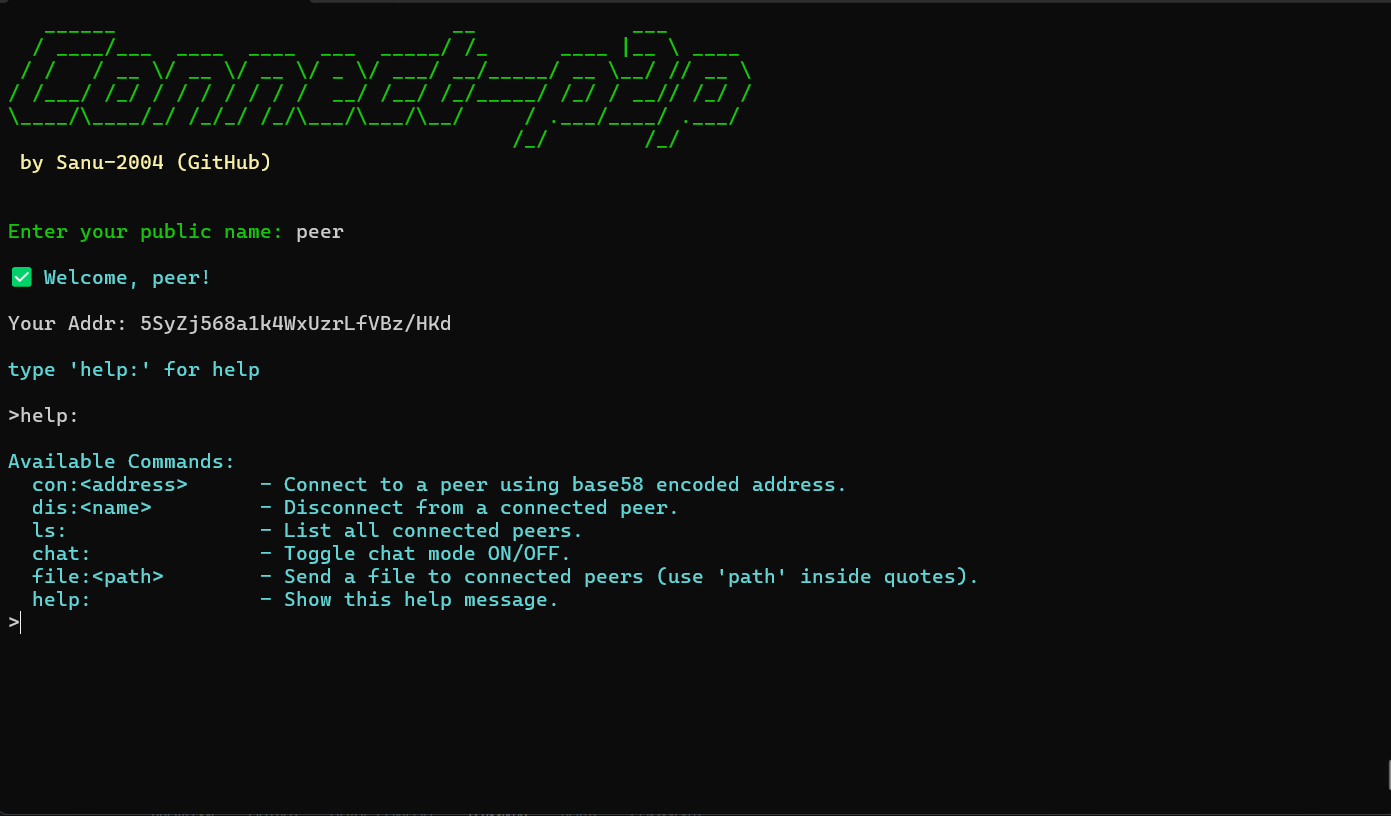 Connect-p2p
by Sanu-2004 (GitHub)
Enter your public name: peer
✅ Welcome, peer!
Your Addr: 5SyZj568a1k4WxUzrLfVBz/HKd
type 'help:' for help
>help:
Available Commands:
con:<address> - Connect to a peer using base58 encoded address.
dis:<name> - Disconnect from a connected peer.
ls: - List all connected peers.
chat: - Toggle chat mode ON/OFF.
file:<path> - Send a file to connected peers (use 'path' inside quotes).
help: - Show this help message.
>